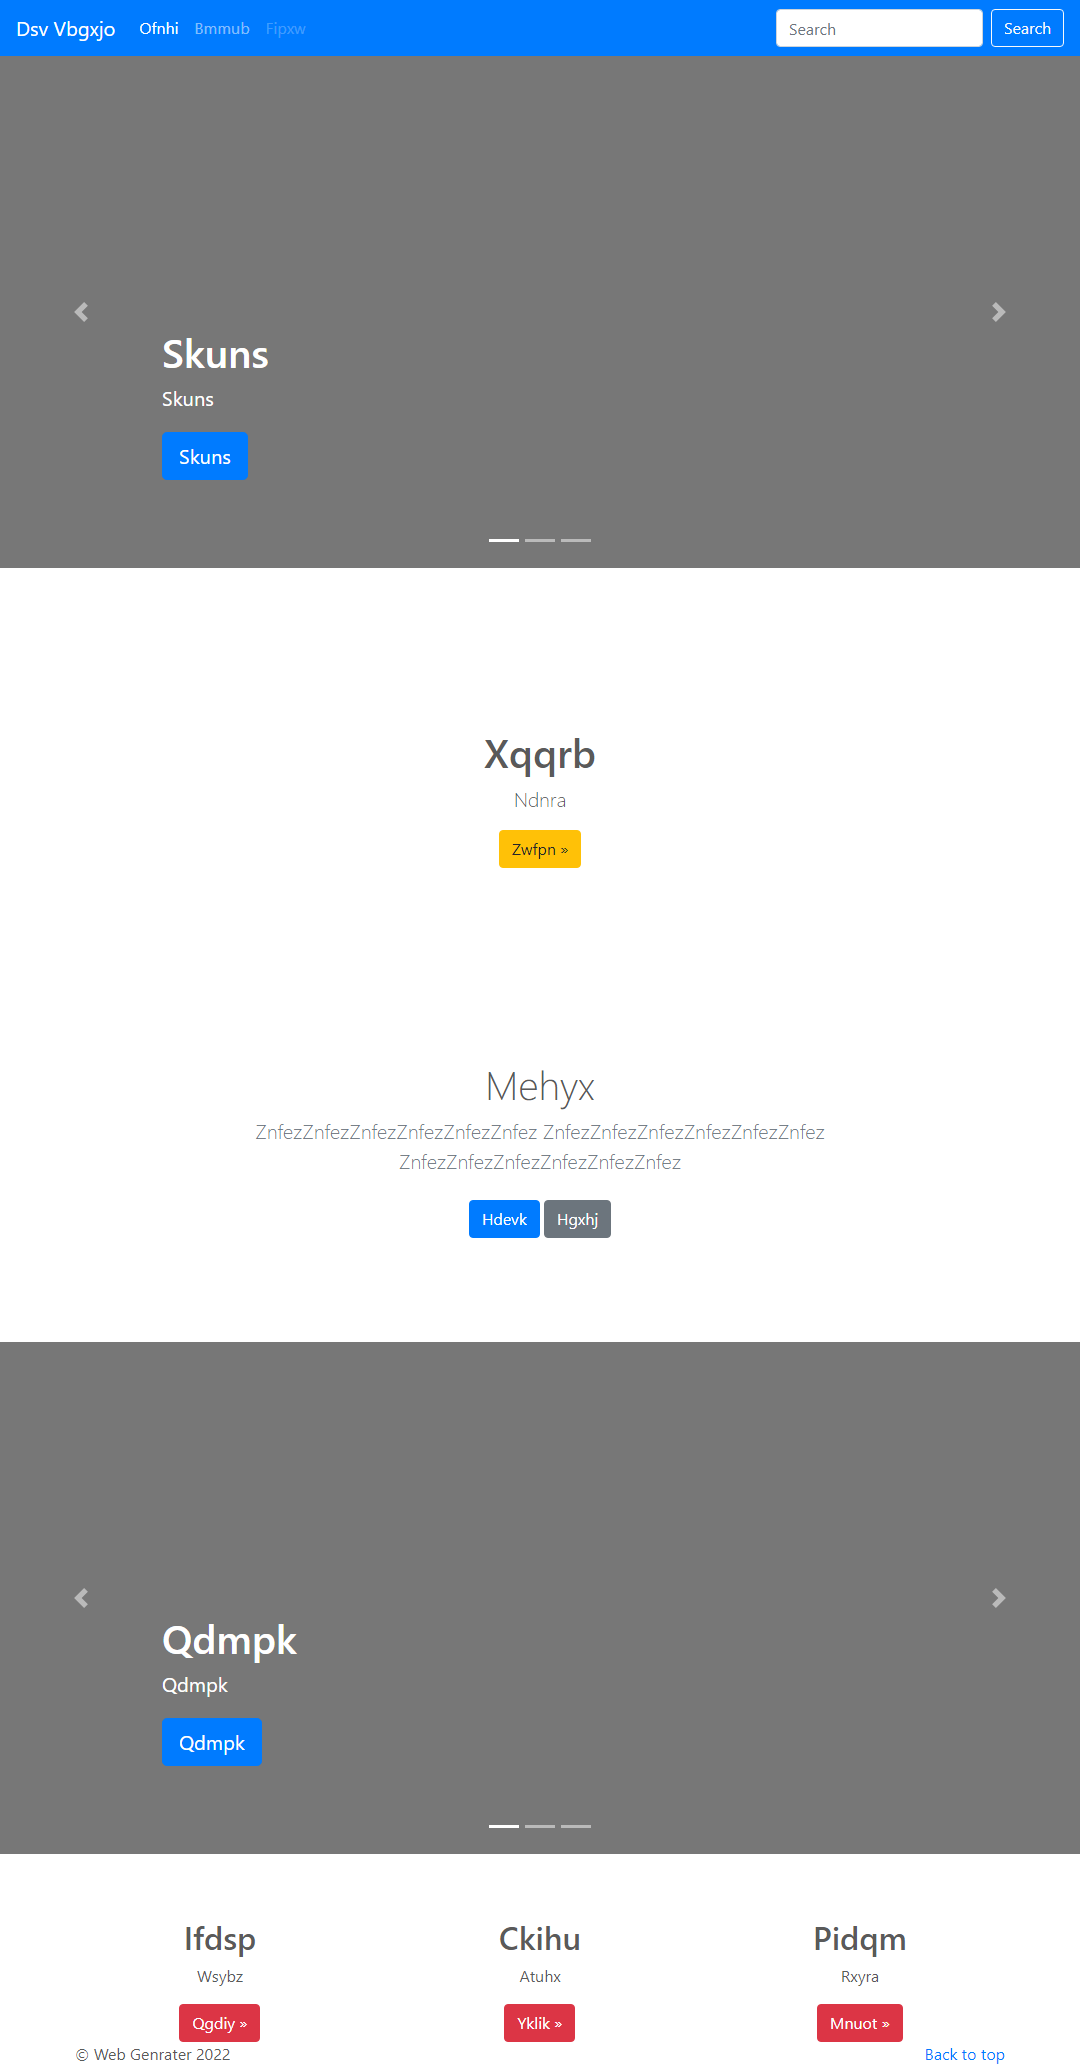 Dsv Vbgxjo Ofnhi Bmmub Fipxw Search Search
Skuns
Skuns
Skuns
Xqqrb
Ndnra
Zwfpn »
Mehyx
ZnfezZnfezZnfezZnfezZnfezZnfez ZnfezZnfezZnfezZnfezZnfezZnfez
ZnfezZnfezZnfezZnfezZnfezZnfez
Hdevk Hgxhj
Qdmpk
Qdmpk
Qdmpk
Ifdsp Ckihu Pidqm
Wsybz Atuhx Rxyra
Qgdiy » Yklik » Mnuot »
© Web Genrater 2022 Back to top